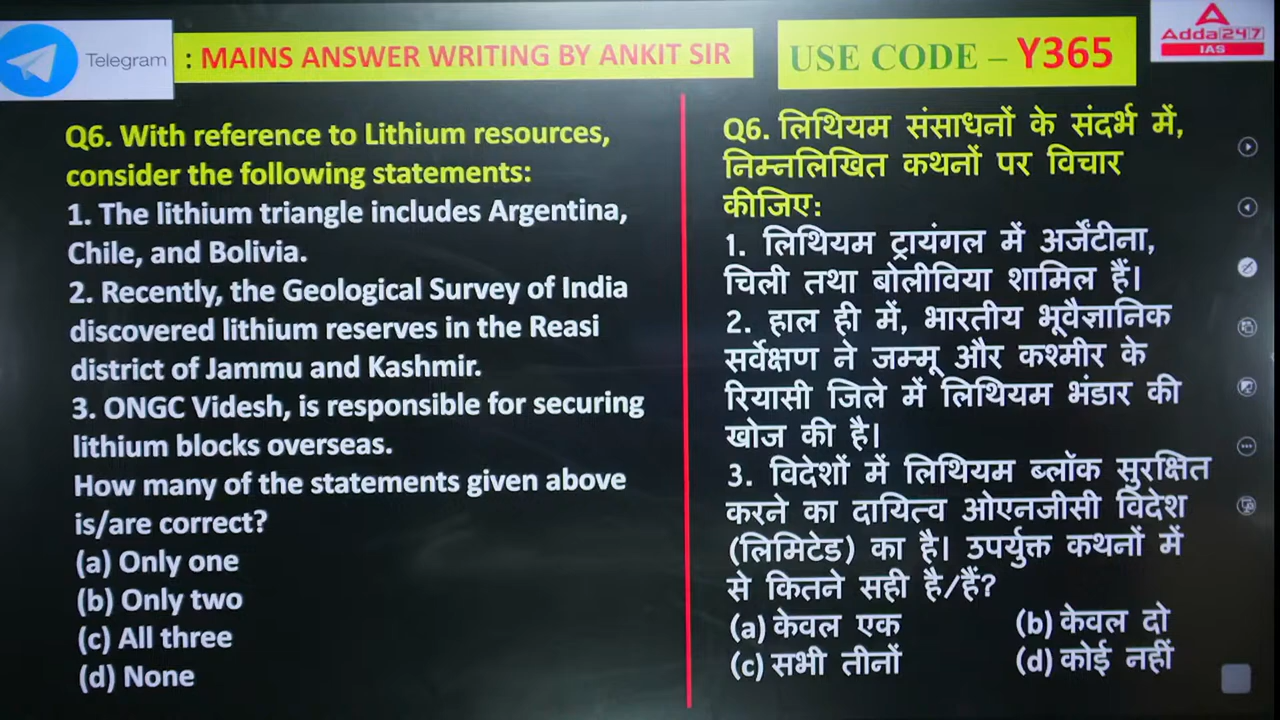 Telegram
: MAINS ANSWER WRITING BY ANKIT SIR
USE CODE – Y365
Adda247
IAS
Q6. With reference to Lithium resources,
consider the following statements:
1. The lithium triangle includes Argentina,
Chile, and Bolivia.
2. Recently, the Geological Survey of India
discovered lithium reserves in the Reasi
district of Jammu and Kashmir.
3. ONGC Videsh, is responsible for securing
lithium blocks overseas.
How many of the statements given above
is/are correct?
(a) Only one
(b) Only two
(c) All three
(d) None
Q6. लिथियम संसाधनों के संदर्भ में,
निम्नलिखित कथनों पर विचार
कीजिए:
1. लिथियम ट्रायंगल में अर्जेंटीना,
चिली तथा बोलीविया शामिल हैं।
2. हाल ही में, भारतीय भूवैज्ञानिक
सर्वेक्षण ने जम्मू और कश्मीर के
रियासी जिले में लिथियम भंडार की
खोज की है।
3. विदेशों में लिथियम ब्लॉक सुरक्षित
करने का दायित्व ओएनजीसी विदेश
(लिमिटेड) का है। उपर्युक्त कथनों में
से कितने सही है/हैं?
(a) केवल एक (b) केवल दो
(c) सभी तीनों (d) कोई नहीं